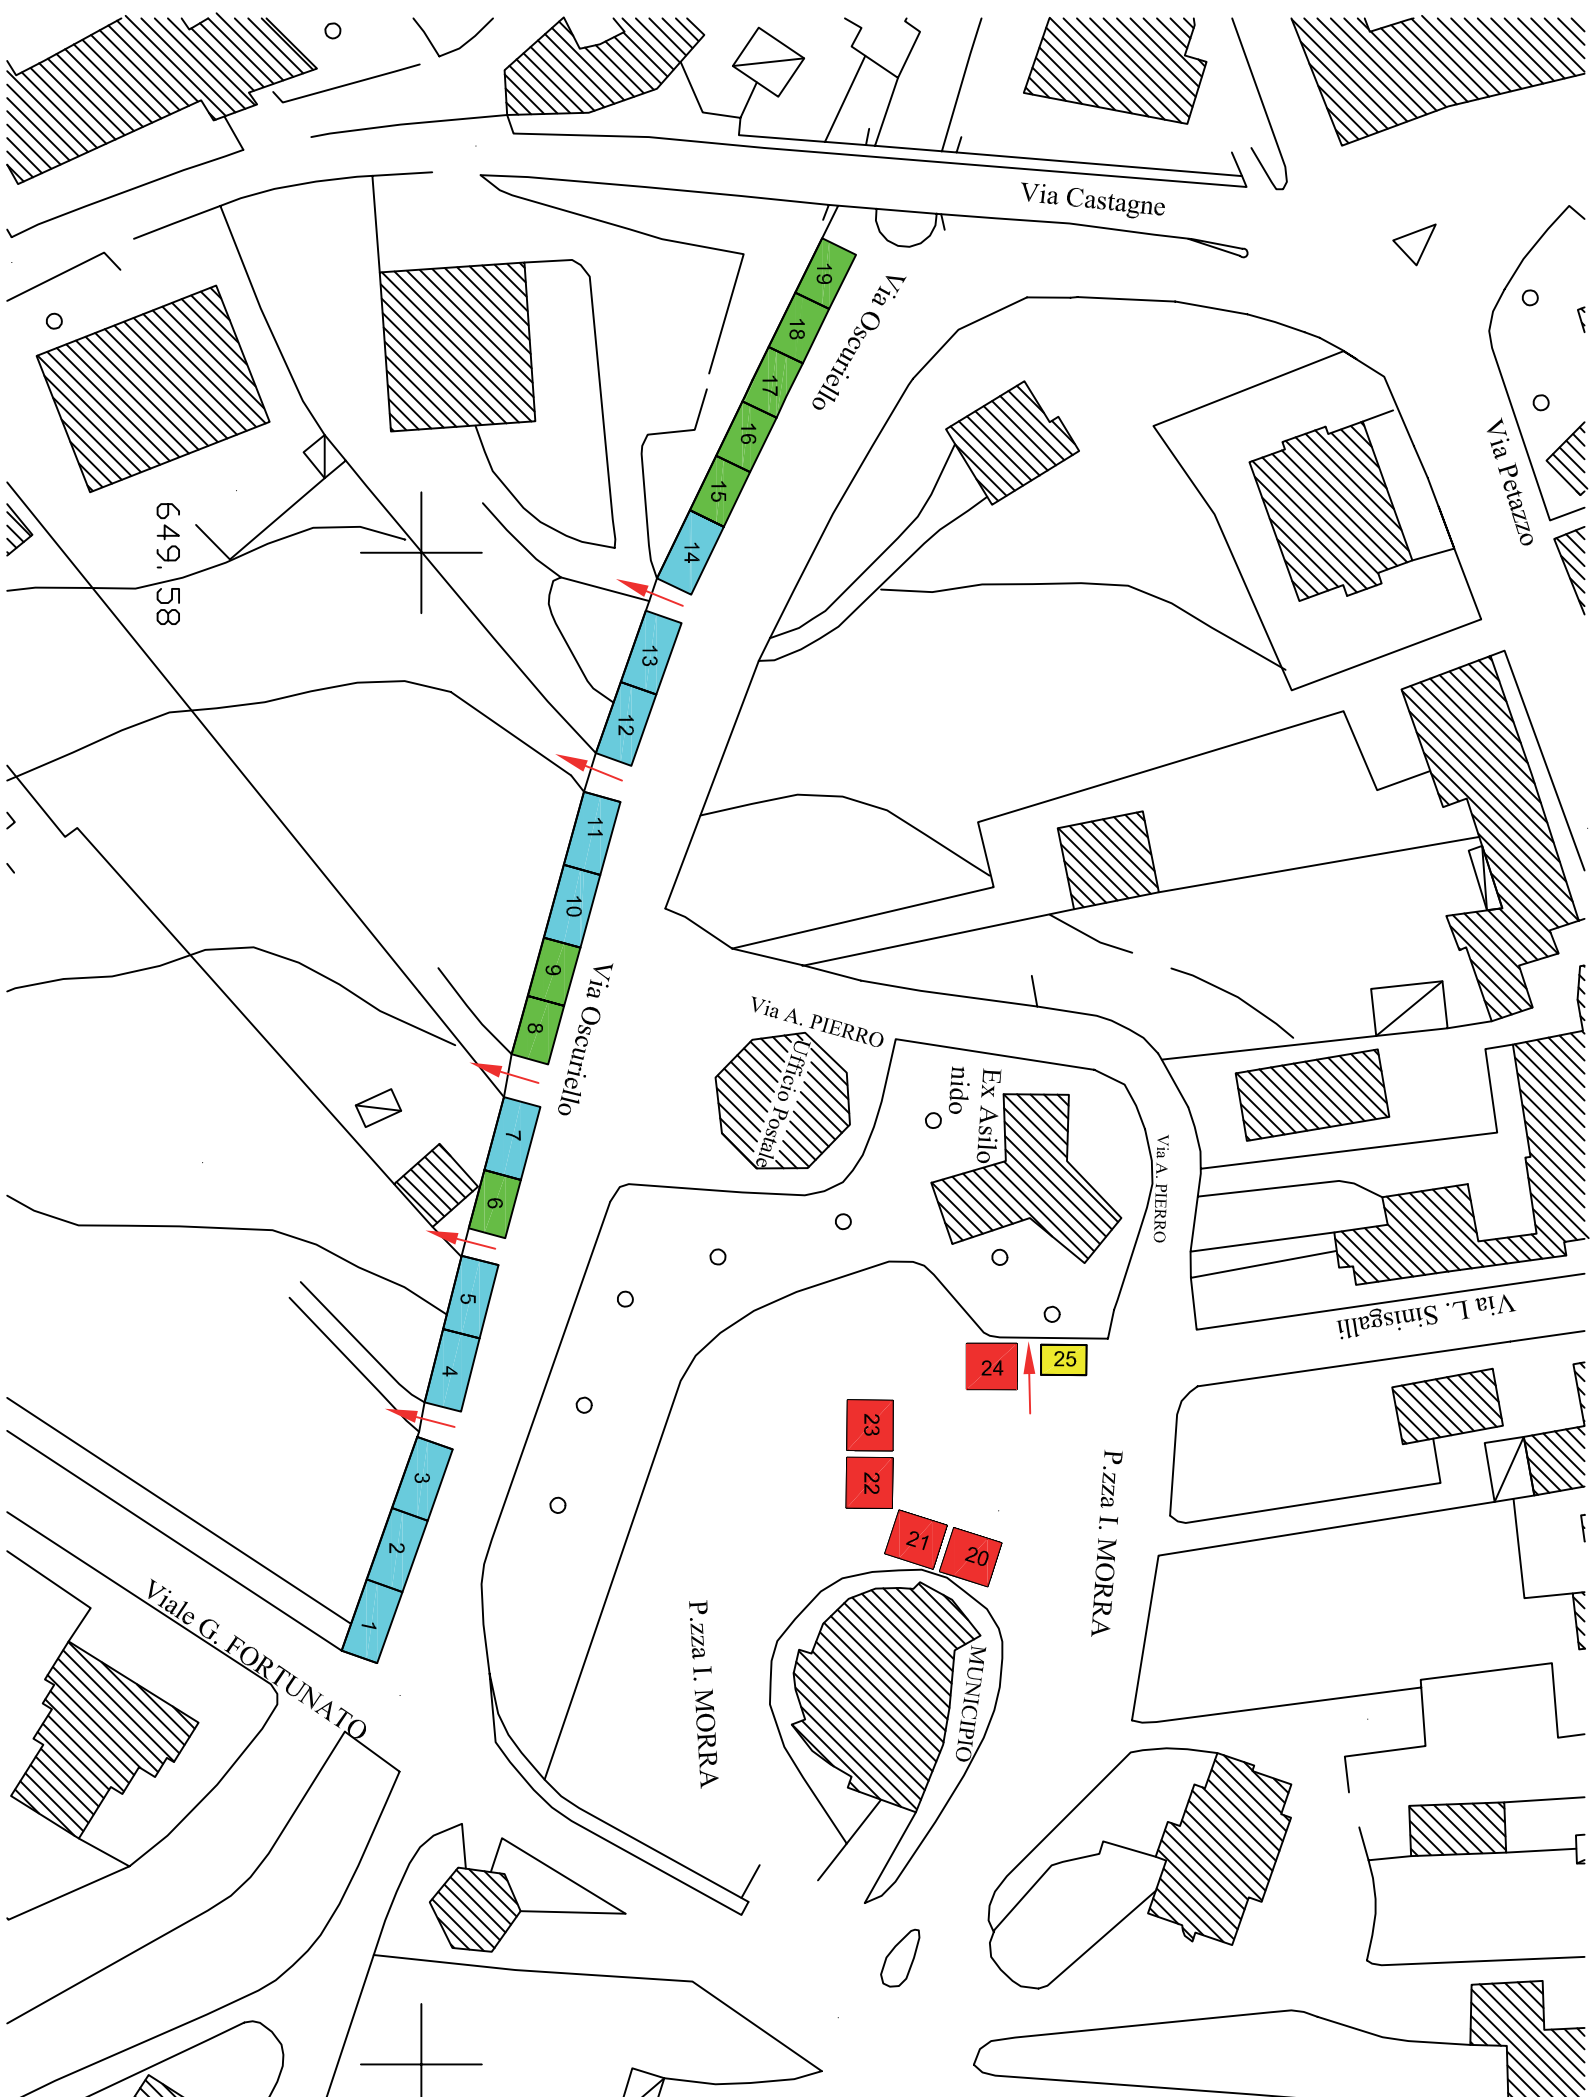 Via Castagne
Via Oscuriello
19
18
17
16
15
14
13
12
11
10
9
8
7
6
5
4
3
2
1
Via Petazzo
649.58
Via Oscuriello
Via A. PIERRO
Ufficio Postale
Ex Asilo
nido
Via A. PIERRO
Via L. Sinisgalli
24
25
23
22
21
20
P.zza I. MORRA
P.zza I. MORRA
MUNICIPIO
Viale G. FORTUNATO